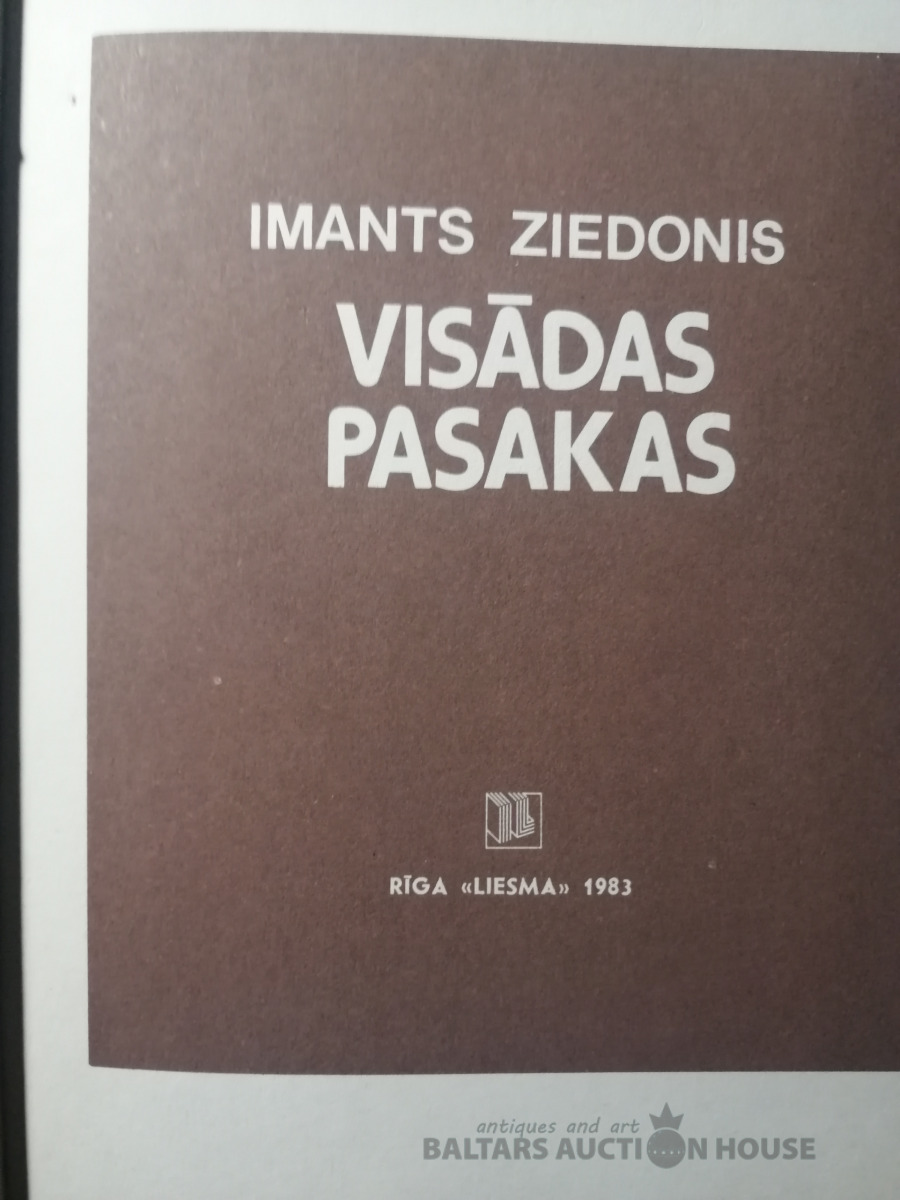 IMANTS ZIEDONIS
VISĀDAS
PASAKAS
RĪGA «LIESMA» 1983
antiques and art
BALTARS AUCTION HOUSE